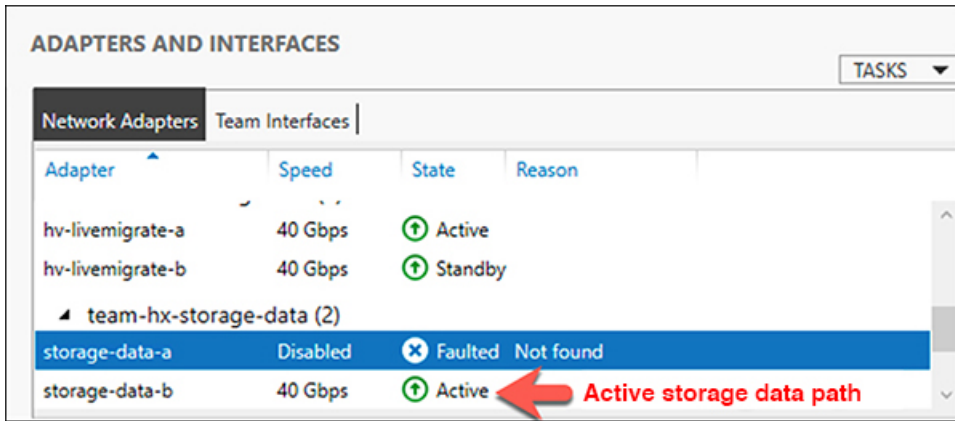 ADAPTERS AND INTERFACES
TASKS
Network Adapters Team Interfaces
Adapter Speed State Reason
hv-livemigrate-a 40 Gbps Active
hv-livemigrate-b 40 Gbps Standby
team-hx-storage-data (2)
storage-data-a Disabled Faulted Not found
storage-data-b 40 Gbps Active Active storage data path